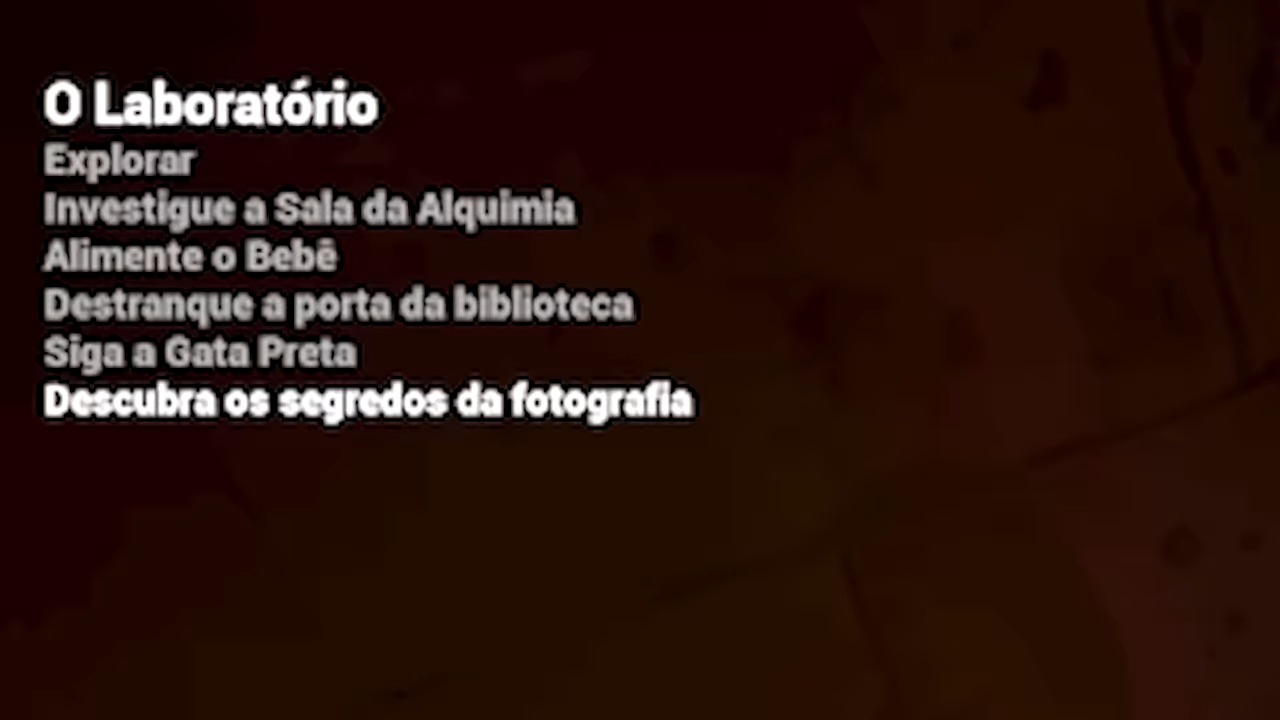 O Laboratório
Explorar
Investigue a Sala da Alquimia
Alimente o Bebê
Destranque a porta da biblioteca
Siga a Gata Preta
Descubra os segredos da fotografia